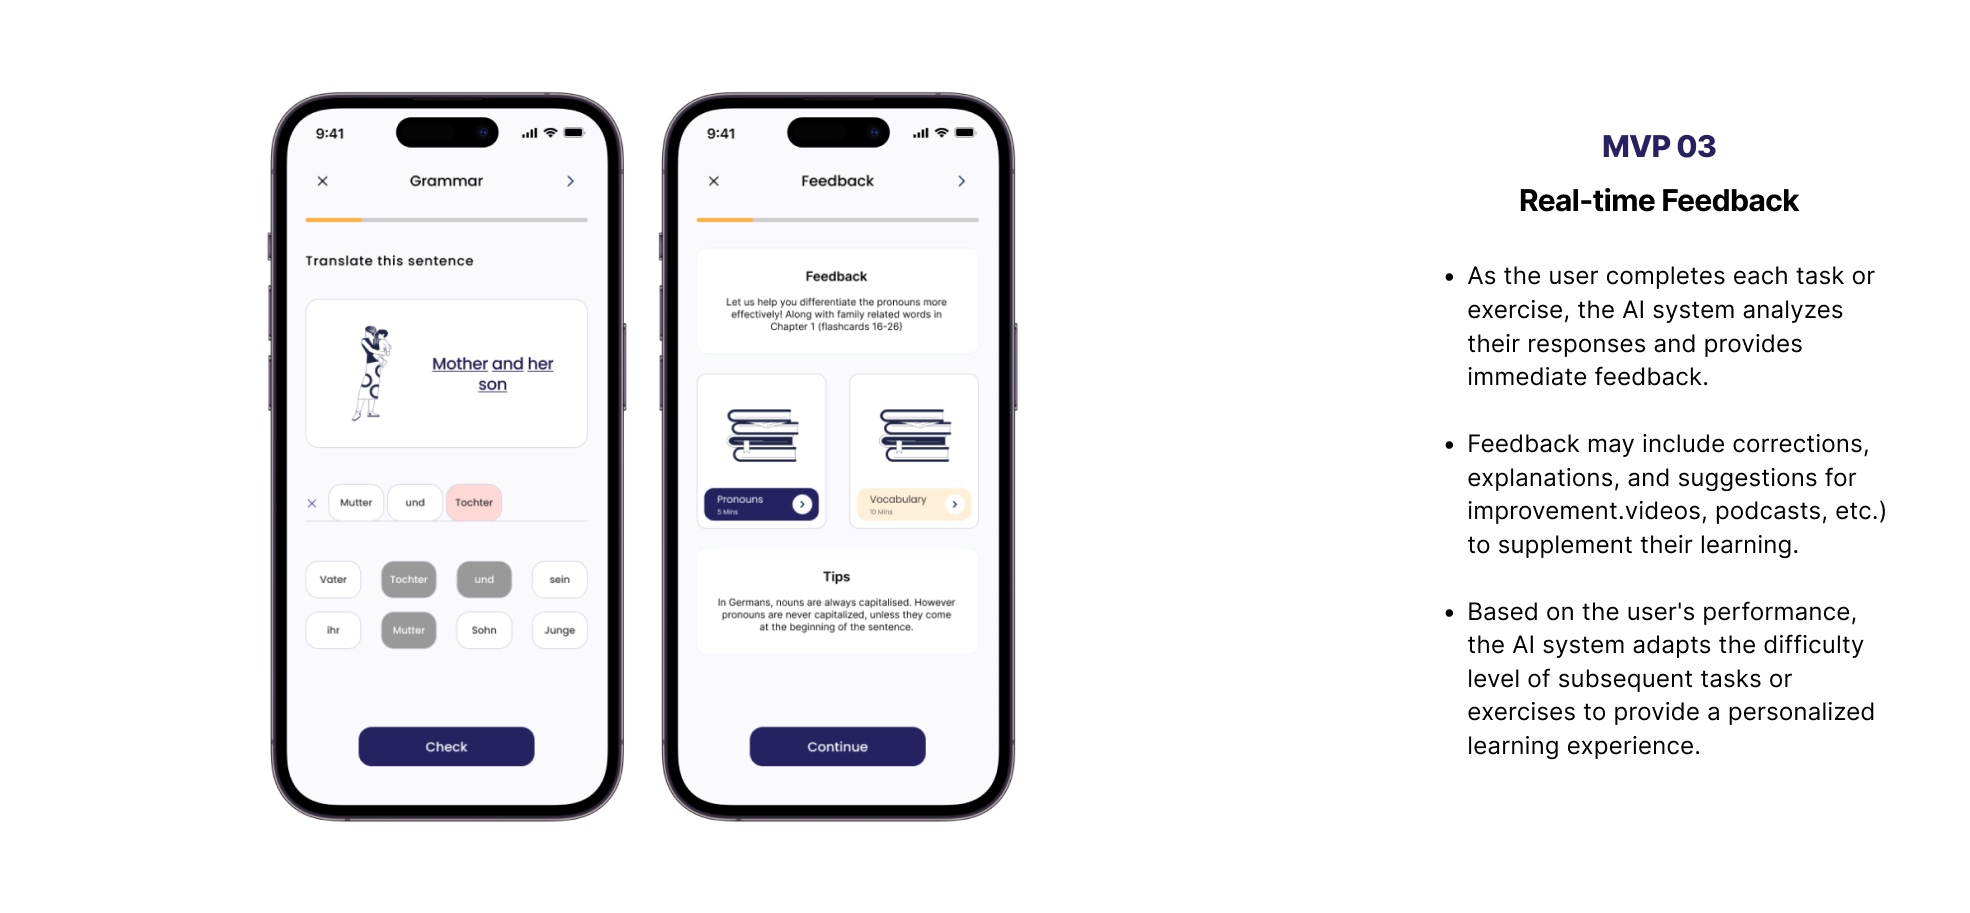 9:41
Grammar
Translate this sentence
Mother and her
son
Mutter und Tochter
Vater Tochter und sein
ihr Mutter Sohn Junge
Check
9:41
Feedback
Feedback
Let us help you differentiate the pronouns more
effectively! Along with family related words in
Chapter 1 (flashcards 16-26)
Pronouns
5 Mins
Vocabulary
10 Mins
Tips
In Germans, nouns are always capitalised. However
pronouns are never capitalized, unless they come
at the beginning of the sentence.
Continue
MVP 03
Real-time Feedback
• As the user completes each task or
exercise, the AI system analyzes
their responses and provides
immediate feedback.
• Feedback may include corrections,
explanations, and suggestions for
improvement.videos, podcasts, etc.)
to supplement their learning.
• Based on the user's performance,
the AI system adapts the difficulty
level of subsequent tasks or
exercises to provide a personalized
learning experience.